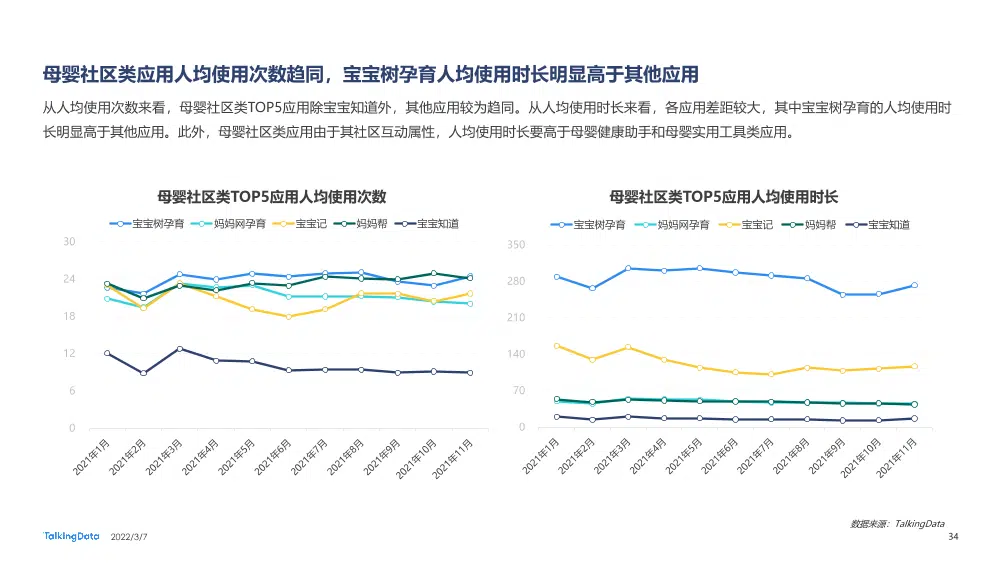 母婴社区类应用人均使用次数趋同，宝宝树孕育人均使用时长明显高于其他应用
从人均使用次数来看，母婴社区类TOP5应用除宝宝知道外，其他应用较为趋同。从人均使用时长来看，各应用差距较大，其中宝宝树孕育的人均使用时
长明显高于其他应用。此外，母婴社区类应用由于其社区互动属性，人均使用时长要高于母婴健康助手和母婴实用工具类应用。
母婴社区类TOP5应用人均使用次数
宝宝树孕育 妈妈网孕育 宝宝记 妈妈帮 宝宝知道
30
24
18
12
6
0
2021年1月 2021年2月 2021年3月 2021年4月 2021年5月 2021年6月 2021年7月 2021年8月 2021年9月 2021年10月 2021年11月
母婴社区类TOP5应用人均使用时长
宝宝树孕育 妈妈网孕育 宝宝记 妈妈帮 宝宝知道
350
280
210
140
70
0
2021年1月 2021年2月 2021年3月 2021年4月 2021年5月 2021年6月 2021年7月 2021年8月 2021年9月 2021年10月 2021年11月
数据来源：TalkingData
TalkingData 2022/3/7
34